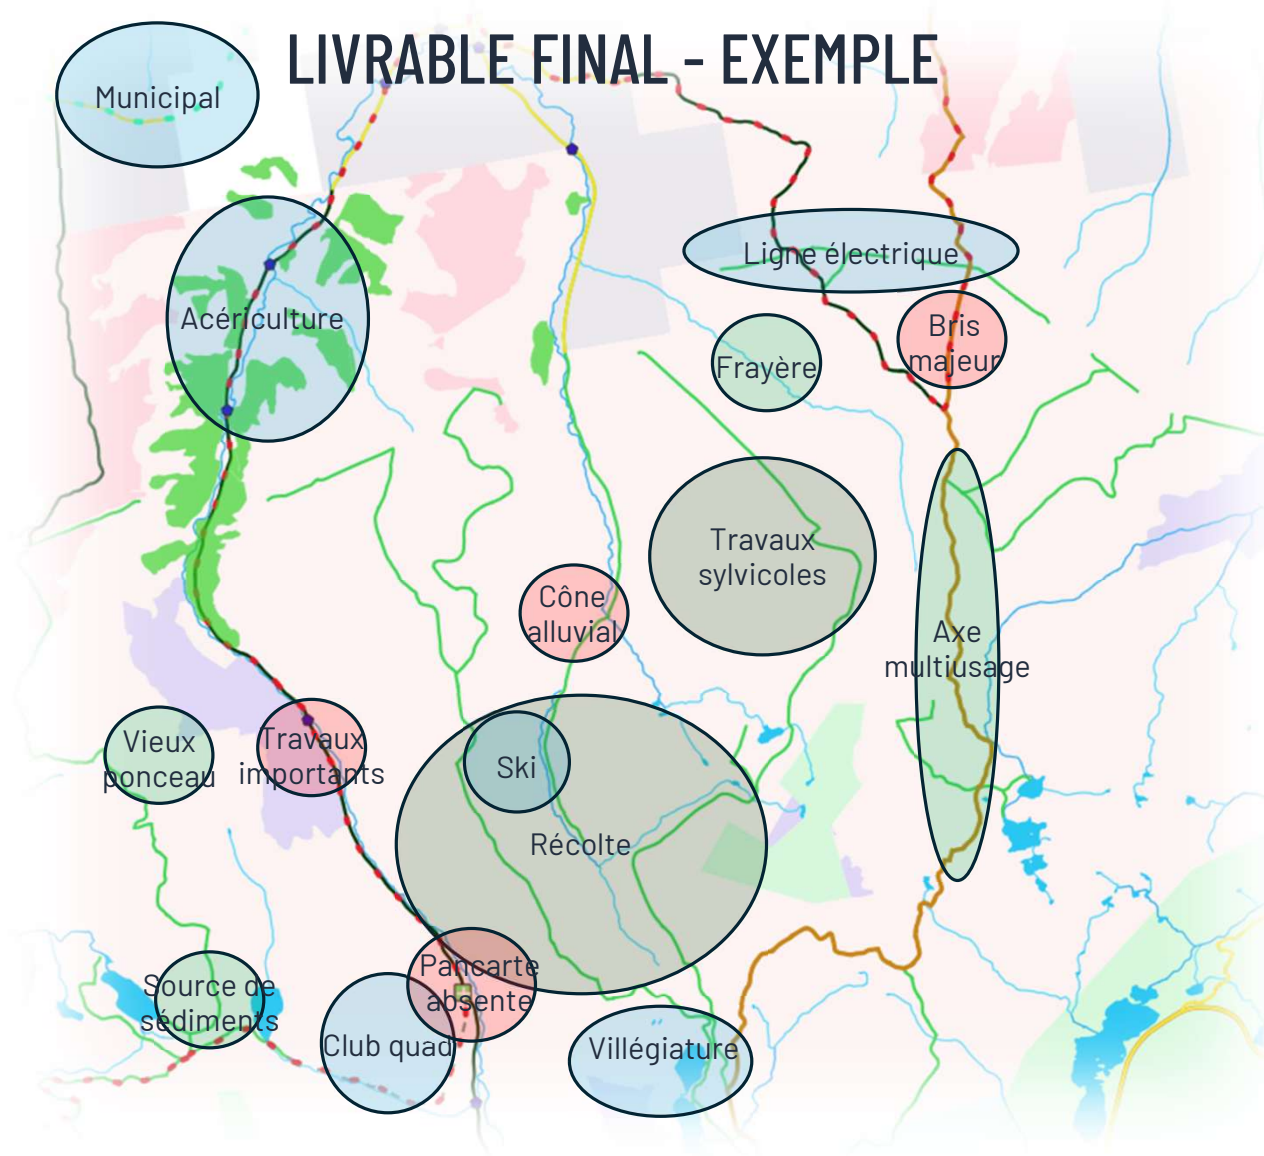 LIVRABLE FINAL - EXEMPLE
Municipal
Ligne électrique
Acériculture
Bris
majeur
Frayère
Travaux
sylvicoles
Cône
alluvial
Axe
multiusage
Vieux
ponceau
Travaux
importants
Ski
Récolte
Pancarte
absente
Source de
sédiments
Club quad
Villégiature